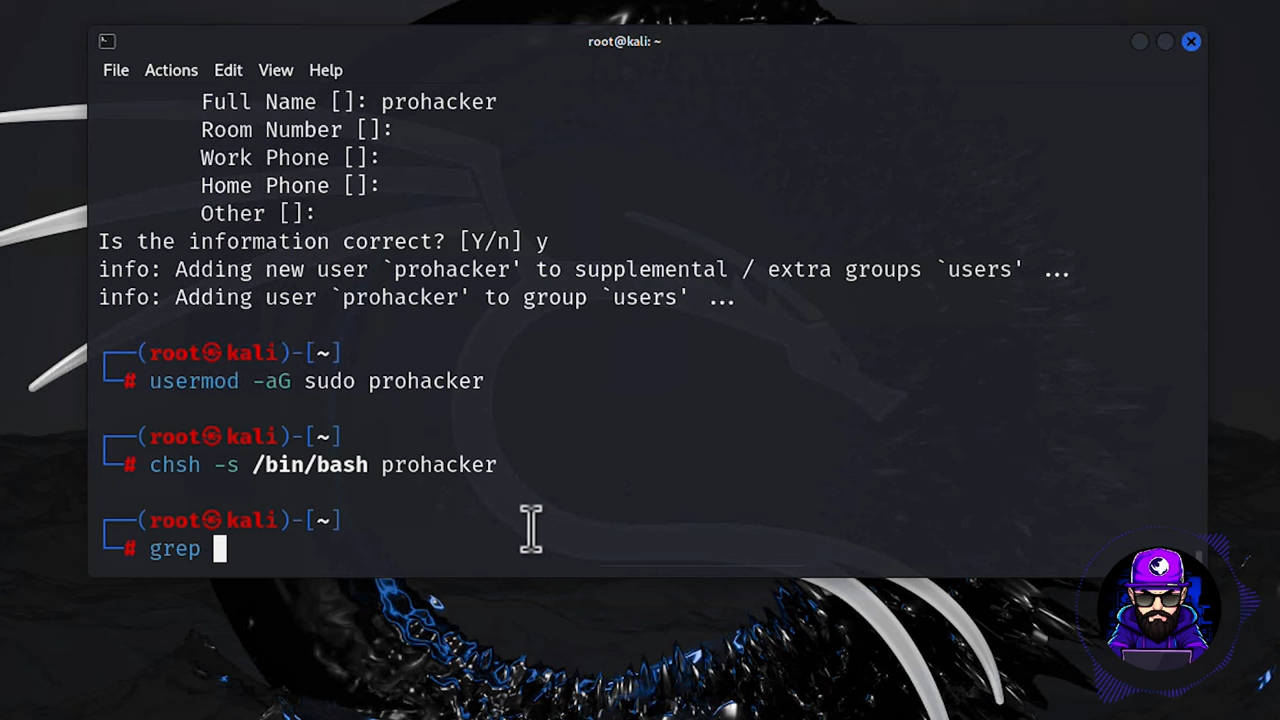 root@kali: ~
File Actions Edit View Help
Full Name []: prohacker
Room Number []:
Work Phone []:
Home Phone []:
Other []:
Is the information correct? [Y/n] y
info: Adding new user `prohacker' to supplemental / extra groups `users' ...
info: Adding user `prohacker' to group `users' ...
┌──(root㉿kali)-[~]
└─# usermod -aG sudo prohacker
┌──(root㉿kali)-[~]
└─# chsh -s /bin/bash prohacker
┌──(root㉿kali)-[~]
└─# grep